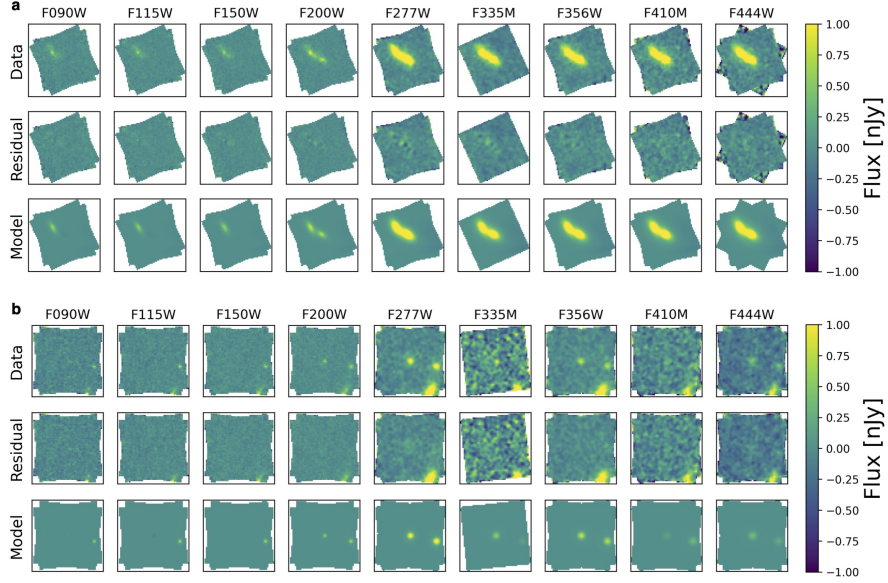 a
F090W F115W F150W F200W F277W F335M F356W F410M F444W
Data
Residual
Model
1.00
0.75
0.50
0.25
0.00
−0.25
−0.50
−0.75
−1.00
Flux [nJy]
b
F090W F115W F150W F200W F277W F335M F356W F410M F444W
Data
Residual
Model
1.00
0.75
0.50
0.25
0.00
−0.25
−0.50
−0.75
−1.00
Flux [nJy]